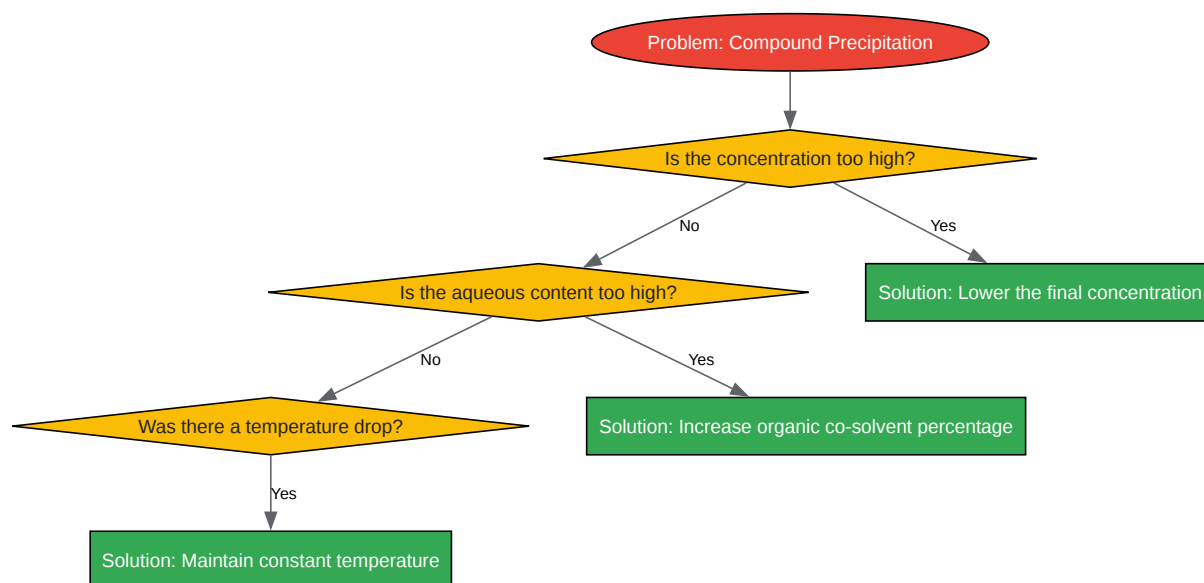 Problem: Compound Precipitation
Is the concentration too high?
No
Yes
Is the aqueous content too high?
Solution: Lower the final concentration
No
Yes
Was there a temperature drop?
Solution: Increase organic co-solvent percentage
Yes
Solution: Maintain constant temperature